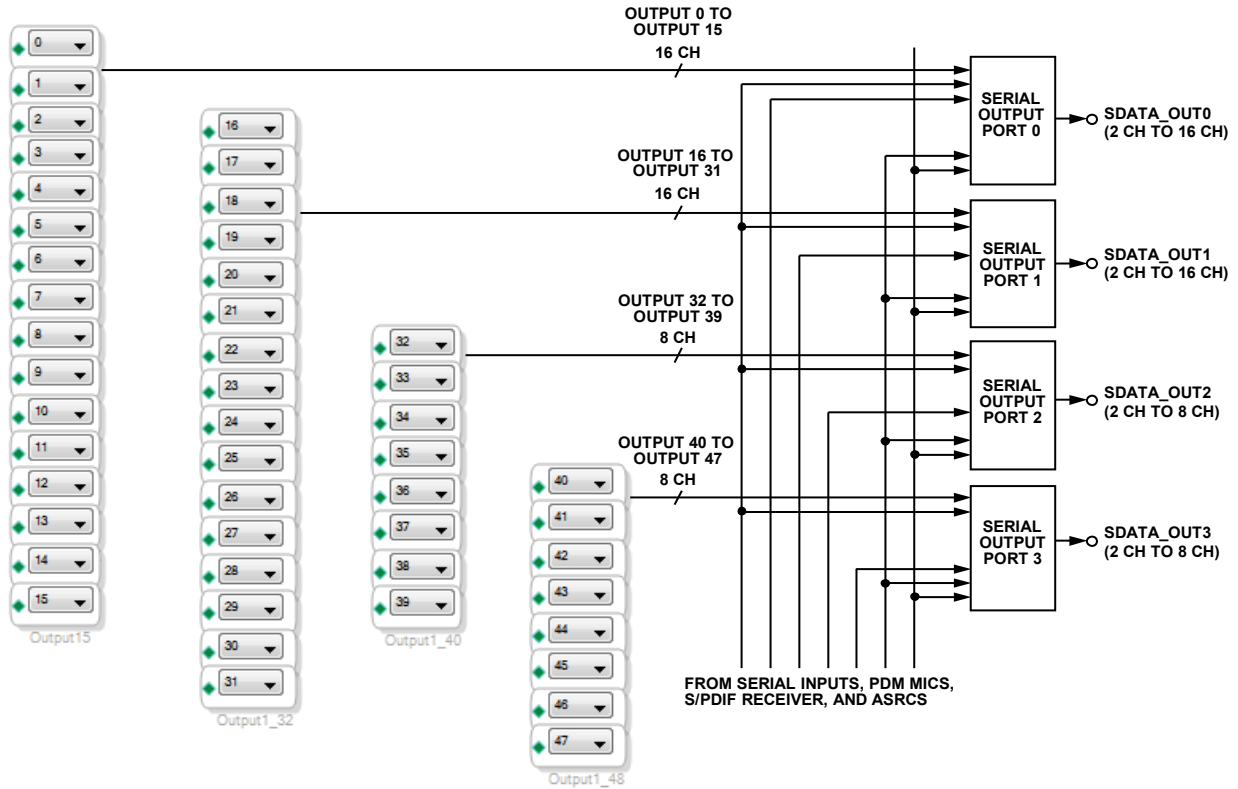 0
1
2
3
4
5
6
7
8
9
10
11
12
13
14
15
Output15
16
17
18
19
20
21
22
23
24
25
26
27
28
29
30
31
Output1_32
32
33
34
35
36
37
38
39
Output1_40
40
41
42
43
44
45
46
47
Output1_48
OUTPUT 0 TO
OUTPUT 15
16 CH
OUTPUT 16 TO
OUTPUT 31
16 CH
OUTPUT 32 TO
OUTPUT 39
8 CH
OUTPUT 40 TO
OUTPUT 47
8 CH
SERIAL
OUTPUT
PORT 0
SDATA_OUT0
(2 CH TO 16 CH)
SERIAL
OUTPUT
PORT 1
SDATA_OUT1
(2 CH TO 16 CH)
SERIAL
OUTPUT
PORT 2
SDATA_OUT2
(2 CH TO 8 CH)
SERIAL
OUTPUT
PORT 3
SDATA_OUT3
(2 CH TO 8 CH)
FROM SERIAL INPUTS, PDM MICS,
S/PDIF RECEIVER, AND ASRCS